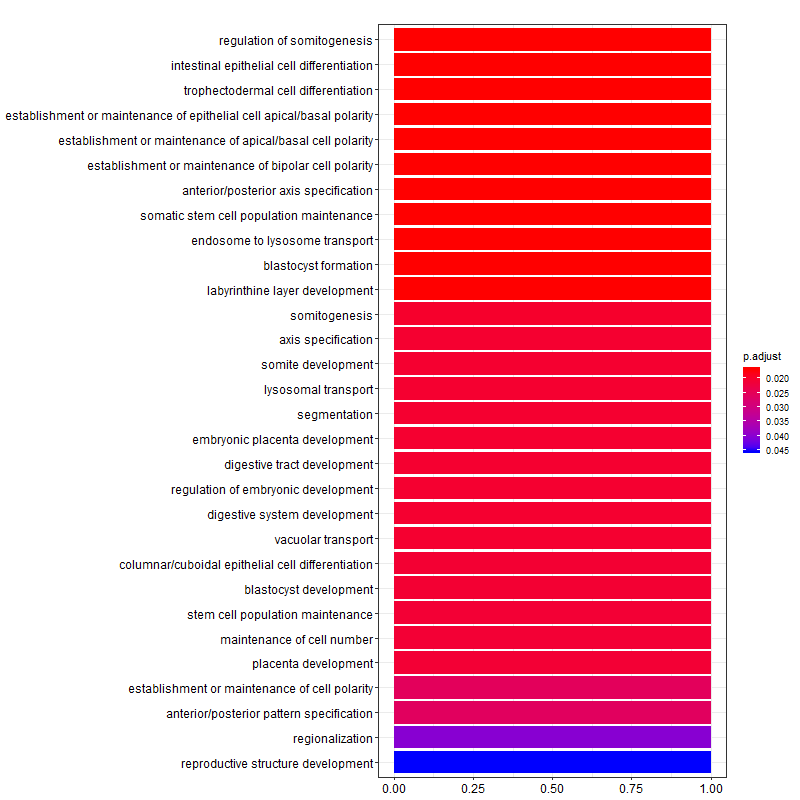 regulation of somitogenesis
intestinal epithelial cell differentiation
trophectodermal cell differentiation
establishment or maintenance of epithelial cell apical/basal polarity
establishment or maintenance of apical/basal cell polarity
establishment or maintenance of bipolar cell polarity
anterior/posterior axis specification
somatic stem cell population maintenance
endosome to lysosome transport
blastocyst formation
labyrinthine layer development
somitogenesis
axis specification
somite development
lysosomal transport
segmentation
embryonic placenta development
digestive tract development
regulation of embryonic development
digestive system development
vacuolar transport
columnar/cuboidal epithelial cell differentiation
blastocyst development
stem cell population maintenance
maintenance of cell number
placenta development
establishment or maintenance of cell polarity
anterior/posterior pattern specification
regionalization
reproductive structure development
0.00 0.25 0.50 0.75 1.00
p.adjust
0.020
0.025
0.030
0.035
0.040
0.045